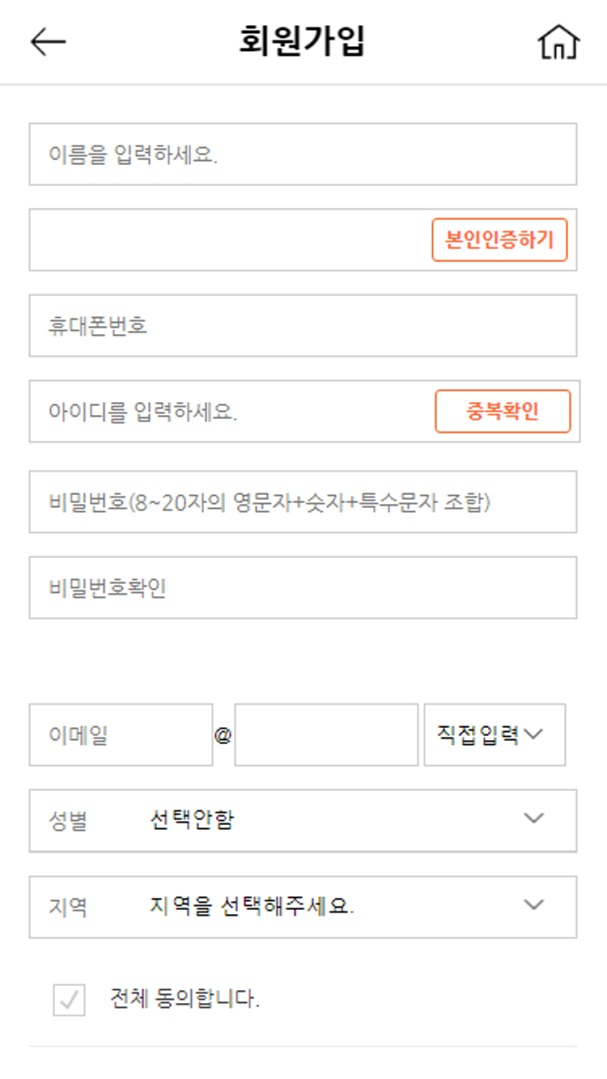 회원가입
이름을 입력하세요.
본인인증하기
휴대폰번호
아이디를 입력하세요. 중복확인
비밀번호(8~20자의 영문자+숫자+특수문자 조합)
비밀번호확인
이메일 @ 직접입력
성별 선택안함
지역 지역을 선택해주세요.
전체 동의합니다.